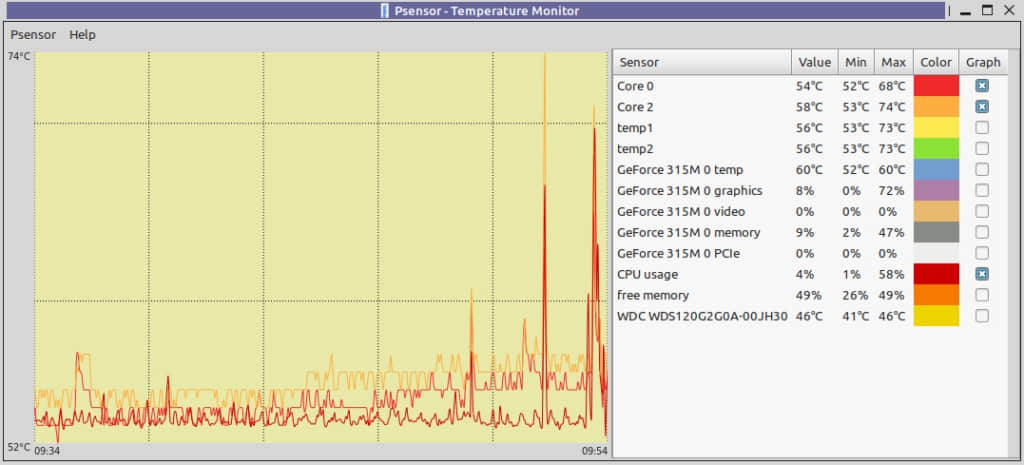 Psensor - Temperature Monitor
Psensor Help
74°C
52°C
09:34 09:54
Sensor Value Min Max Color Graph
Core 0 54°C 52°C 68°C
Core 2 58°C 53°C 74°C
temp1 56°C 53°C 73°C
temp2 56°C 53°C 73°C
GeForce 315M 0 temp 60°C 52°C 60°C
GeForce 315M 0 graphics 8% 0% 72%
GeForce 315M 0 video 0% 0% 0%
GeForce 315M 0 memory 9% 2% 47%
GeForce 315M 0 PCIe 0% 0% 0%
CPU usage 4% 1% 58%
free memory 49% 26% 49%
WDC WDS120G2G0A-00JH30 46°C 41°C 46°C